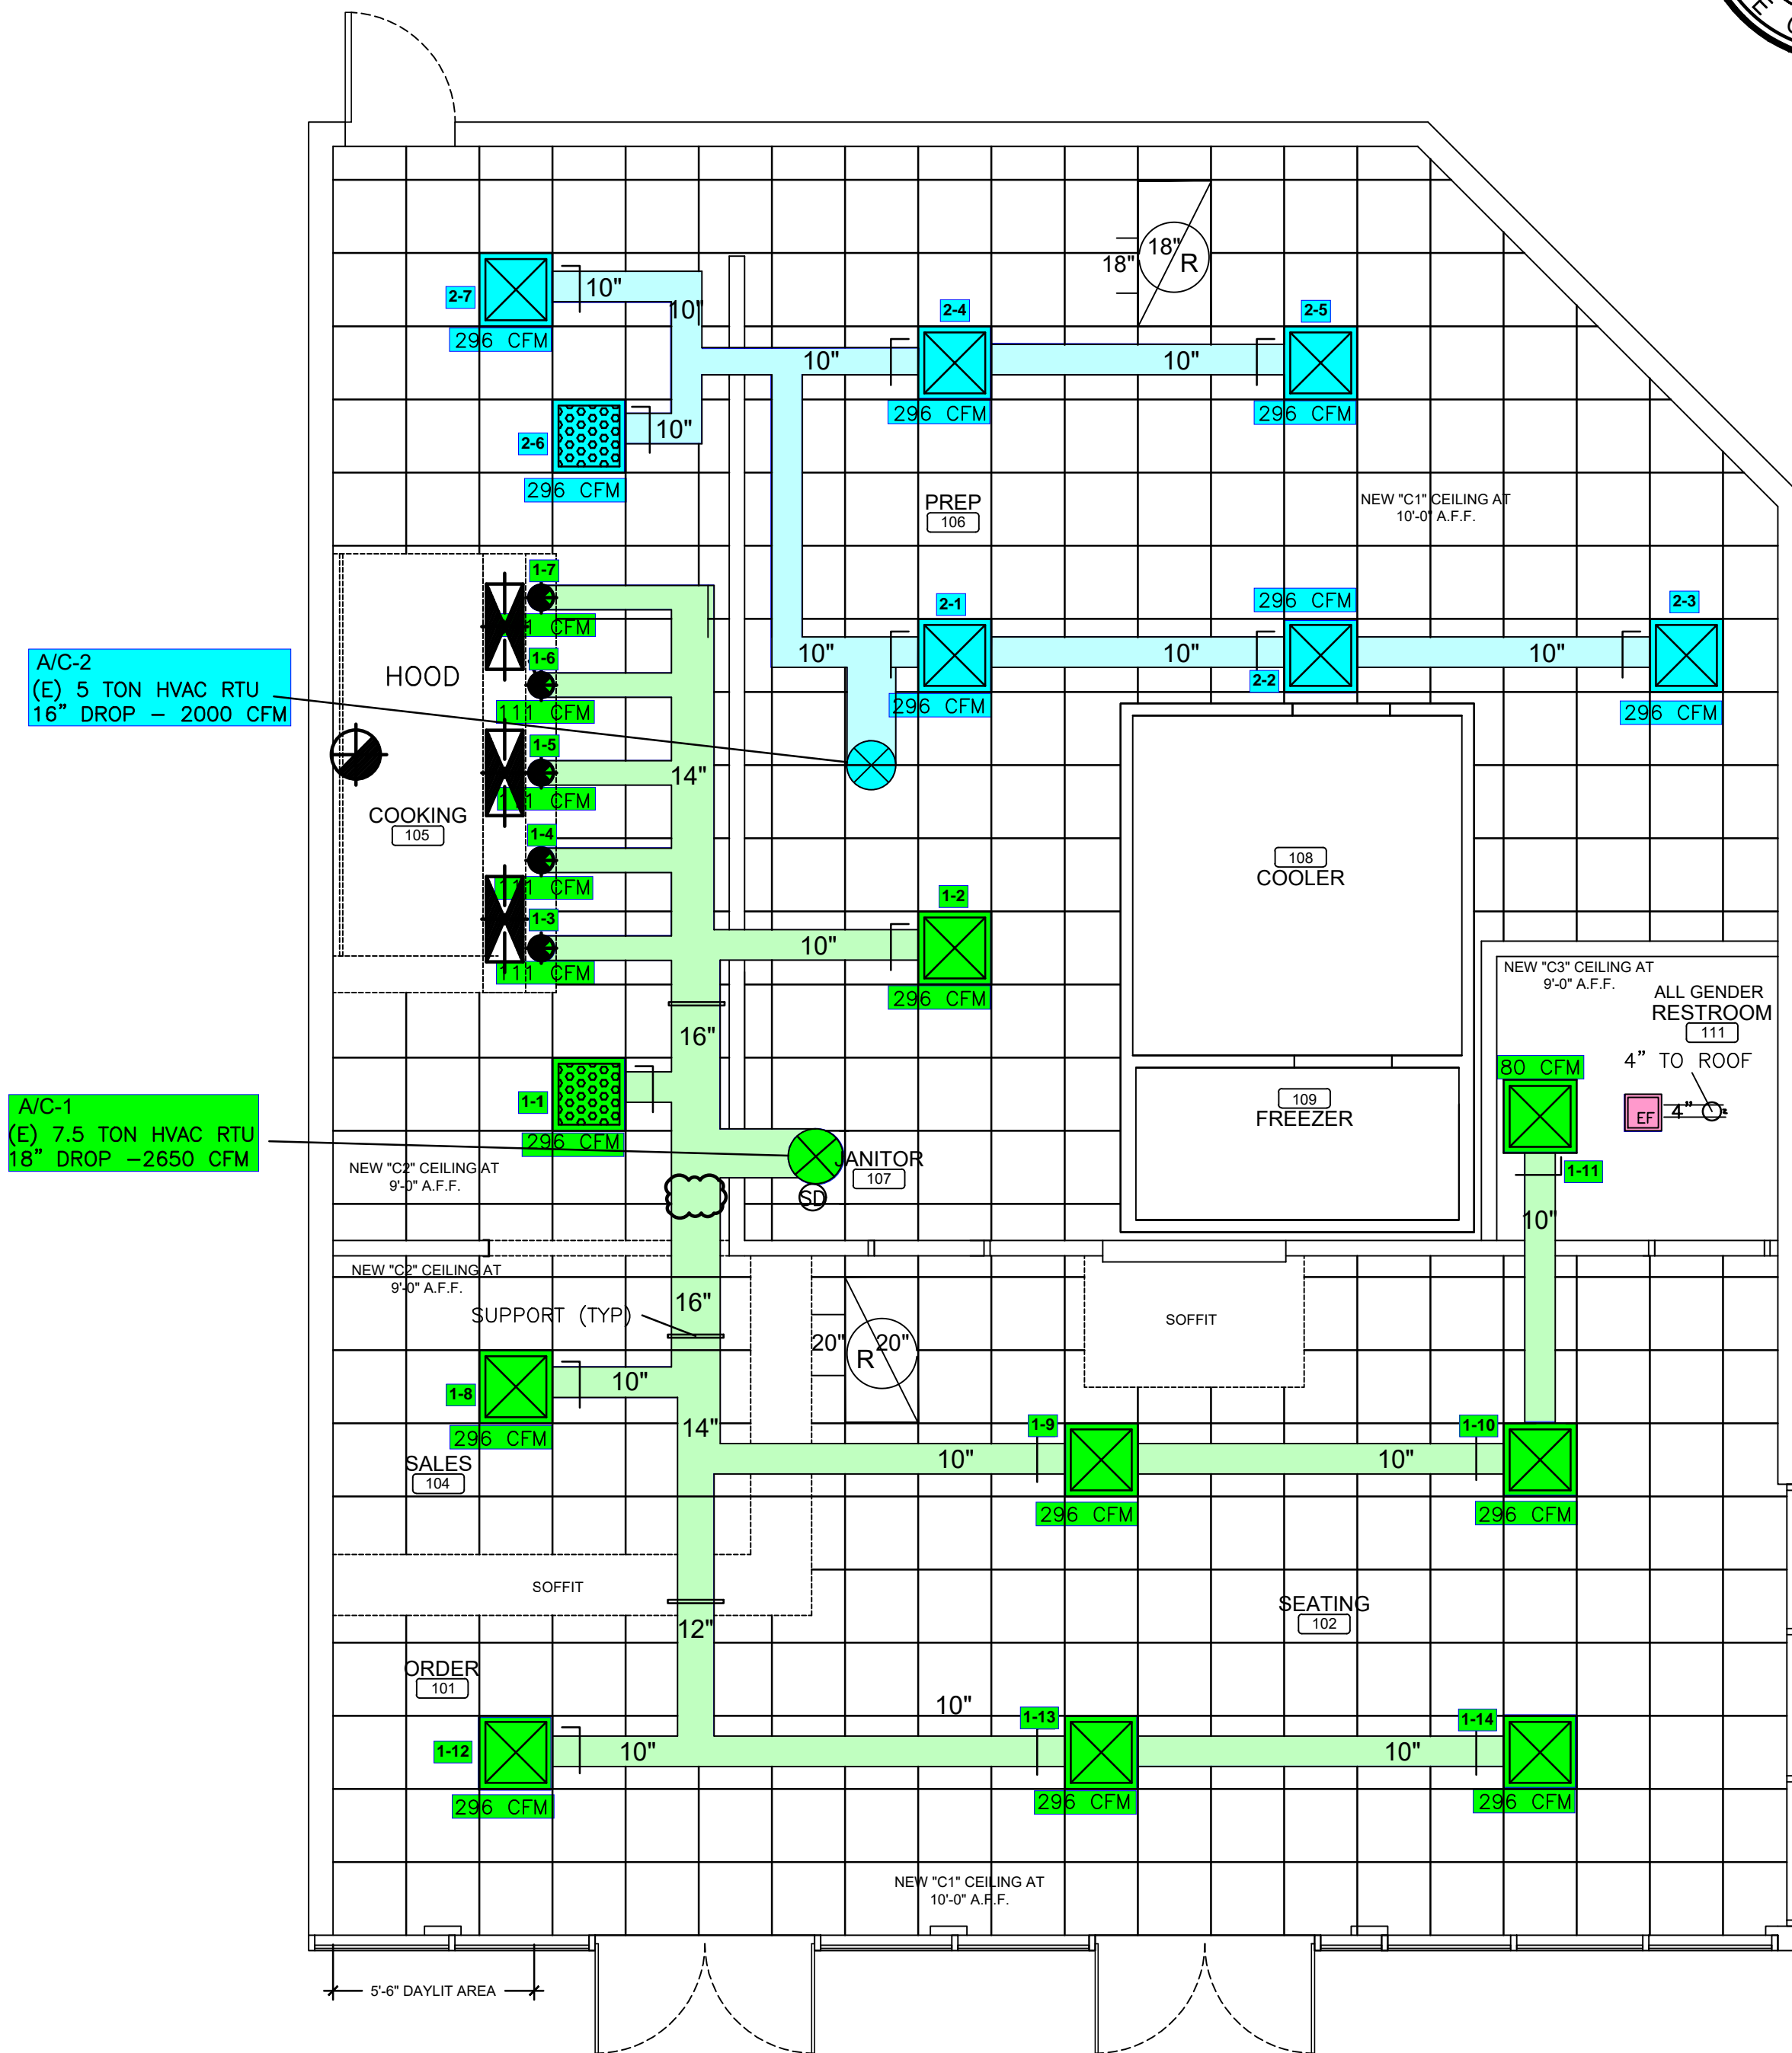 18"
18"
R
2-7
10"
10"
296 CFM
2-4
2-5
10"
10"
296 CFM
296 CFM
2-6
10"
296 CFM
PREP
106
NEW "C1" CEILING AT
10'-0" A.F.F.
1-7
CFM
2-1
296 CFM
2-3
10"
10"
10"
2-2
296 CFM
296 CFM
A/C-2
(E) 5 TON HVAC RTU
16" DROP – 2000 CFM
HOOD
1-6
111 CFM
1-5
111 CFM
14"
COOKING
105
1-4
111 CFM
1-3
111 CFM
108
COOLER
1-2
10"
296 CFM
NEW "C3" CEILING AT
9'-0" A.F.F.
ALL GENDER
RESTROOM
111
4" TO ROOF
16"
80 CFM
EF
4"
1-1
296 CFM
109
FREEZER
A/C-1
(E) 7.5 TON HVAC RTU
18" DROP –2650 CFM
NEW "C2" CEILING AT
9'-0" A.F.F.
JANITOR
107
SD
1-11
10"
NEW "C2" CEILING AT
9'-0" A.F.F.
SUPPORT (TYP)
16"
SOFFIT
20"
20"
R
1-8
10"
296 CFM
14"
1-9
1-10
10"
10"
296 CFM
296 CFM
SALES
104
SOFFIT
12"
SEATING
102
ORDER
101
10"
1-12
10"
296 CFM
1-13
1-14
10"
296 CFM
296 CFM
NEW "C1" CEILING AT
10'-0" A.F.F.
5'-6" DAYLIT AREA